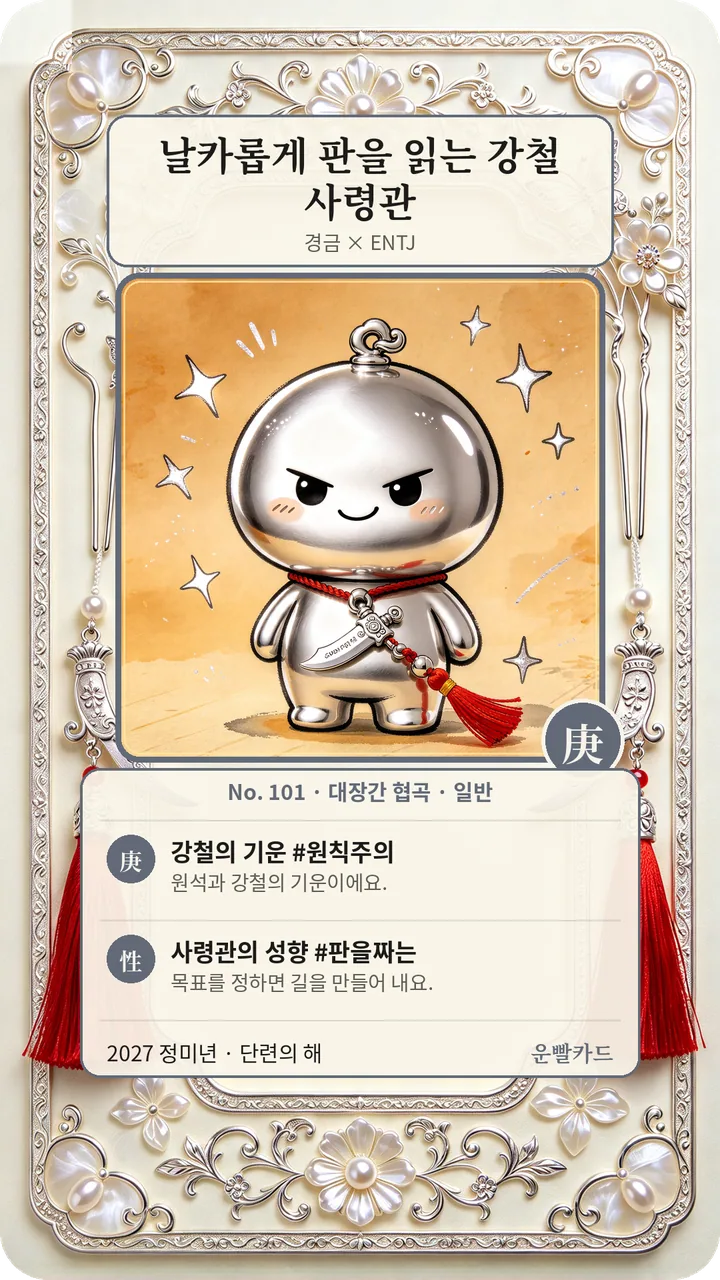 날카롭게 판을 읽는 강철
사령관
경금 × ENTJ
庚
No. 101 · 대장간 협곡 · 일반
庚
강철의 기운 #원칙주의
원석과 강철의 기운이에요.
性
사령관의 성향 #판을짜는
목표를 정하면 길을 만들어 내요.
2027 정미년 · 단련의 해
운빨카드